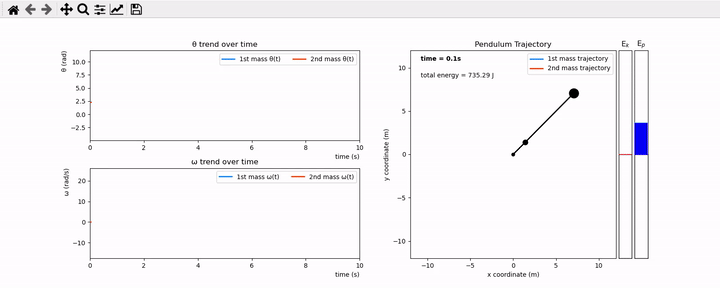 θ trend over time
θ (rad)
1st mass θ(t)
2nd mass θ(t)
10.0
7.5
5.0
2.5
0.0
−2.5
0
2
4
6
8
10
time (s)
ω trend over time
ω (rad/s)
1st mass ω(t)
2nd mass ω(t)
20
10
0
−10
0
2
4
6
8
10
time (s)
Pendulum Trajectory
time = 0.1s
total energy = 735.29 J
1st mass trajectory
2nd mass trajectory
y coordinate (m)
10
5
0
−5
−10
−10
−5
0
5
10
x coordinate (m)
Eₖ
Eₚ